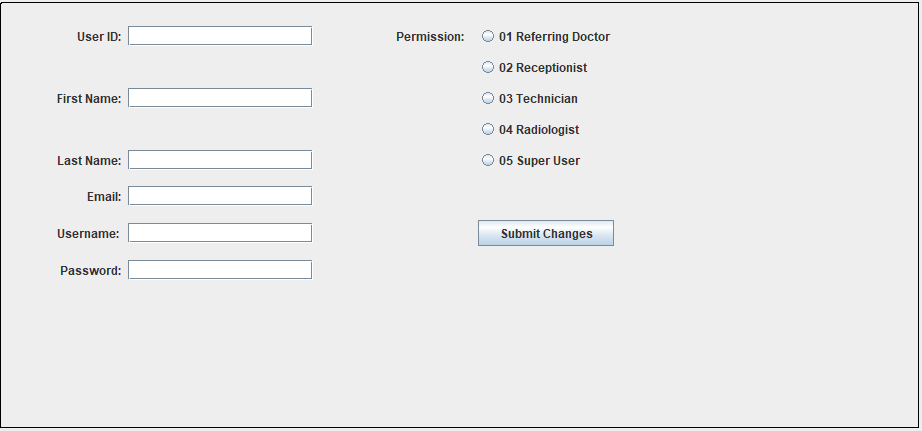 User ID:
First Name:
Last Name:
Email:
Username:
Password:
Permission:
01 Referring Doctor
02 Receptionist
03 Technician
04 Radiologist
05 Super User
Submit Changes